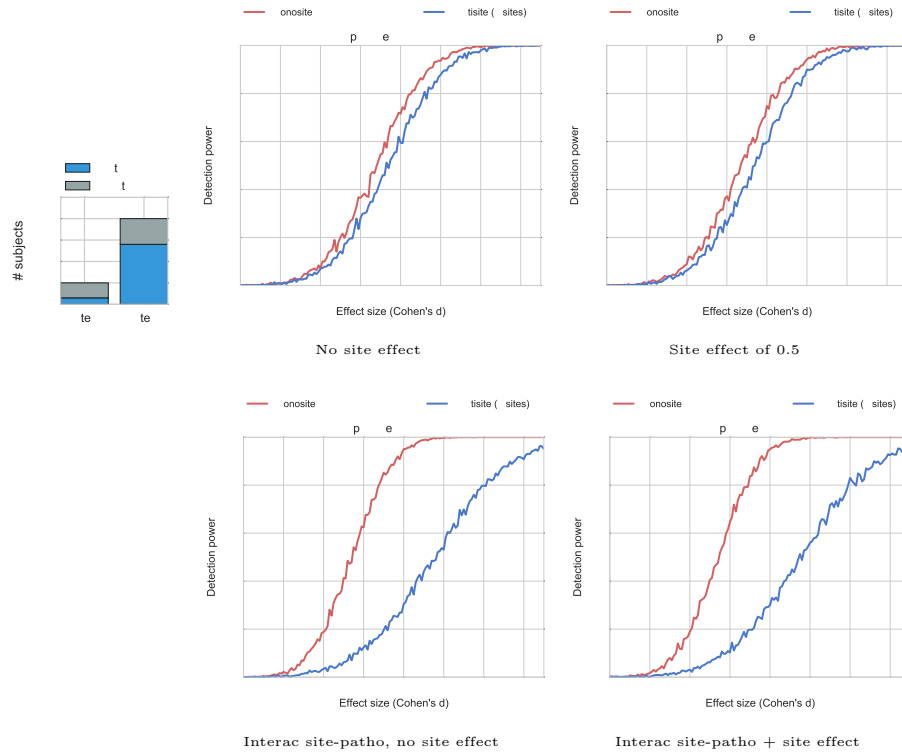 onosite tisite ( sites)
onosite tisite ( sites)
p e
p e
t
t
# subjects
te te
Detection power
Detection power
Effect size (Cohen's d)
Effect size (Cohen's d)
No site effect
Site effect of 0.5
onosite tisite ( sites)
onosite tisite ( sites)
p e
p e
Detection power
Detection power
Effect size (Cohen's d)
Effect size (Cohen's d)
Interac site-patho, no site effect
Interac site-patho + site effect